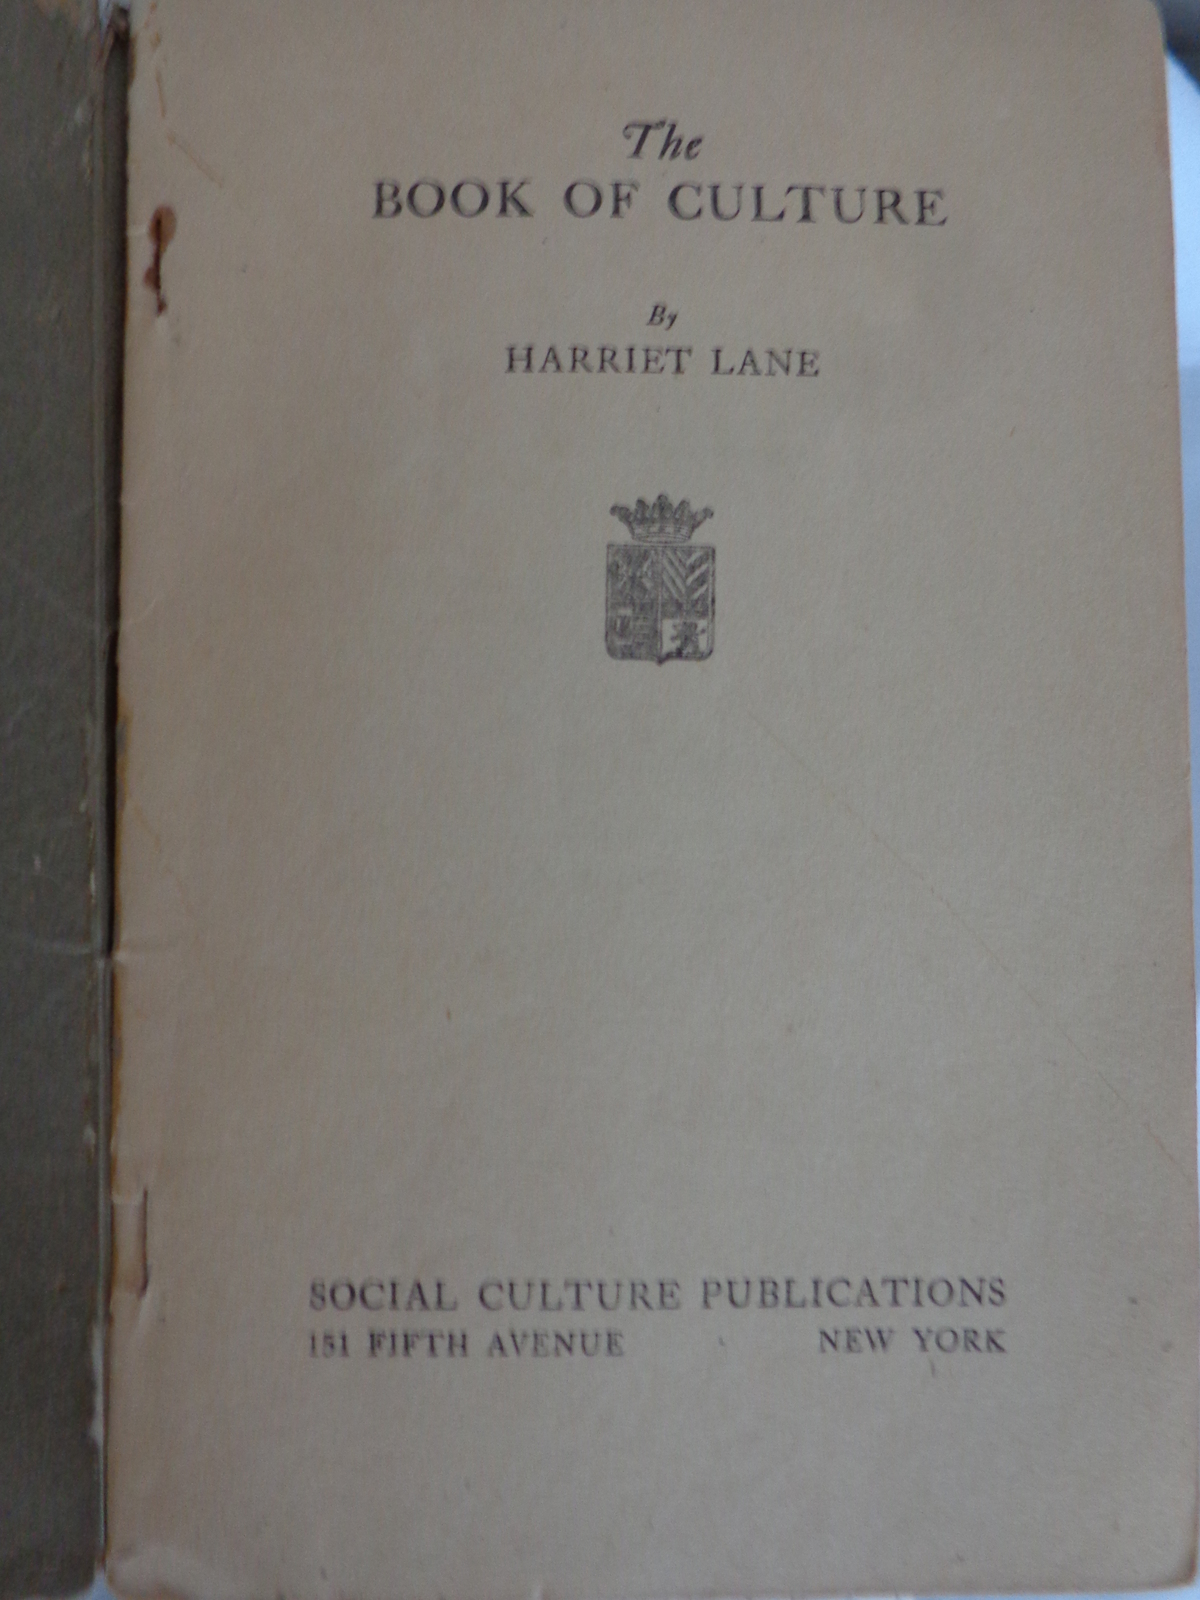 The
BOOK OF CULTURE
By
HARRIET LANE
SOCIAL CULTURE PUBLICATIONS
151 FIFTH AVENUE NEW YORK